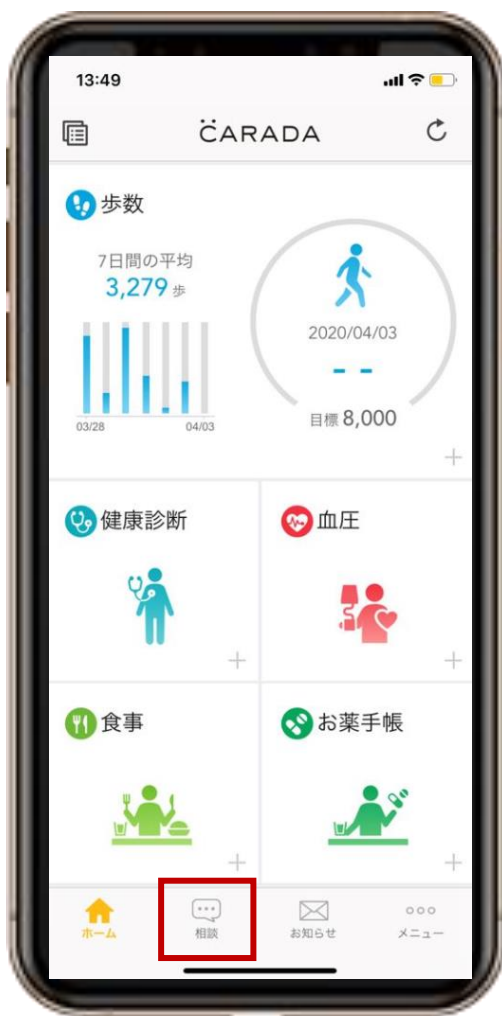 13:49
CARADA
歩数
7日間の平均
3,279 歩
03/28
04/03
2020/04/03
--
目標 8,000
健康診断
血圧
食事
お薬手帳
ホーム
相談
お知らせ
メニュー